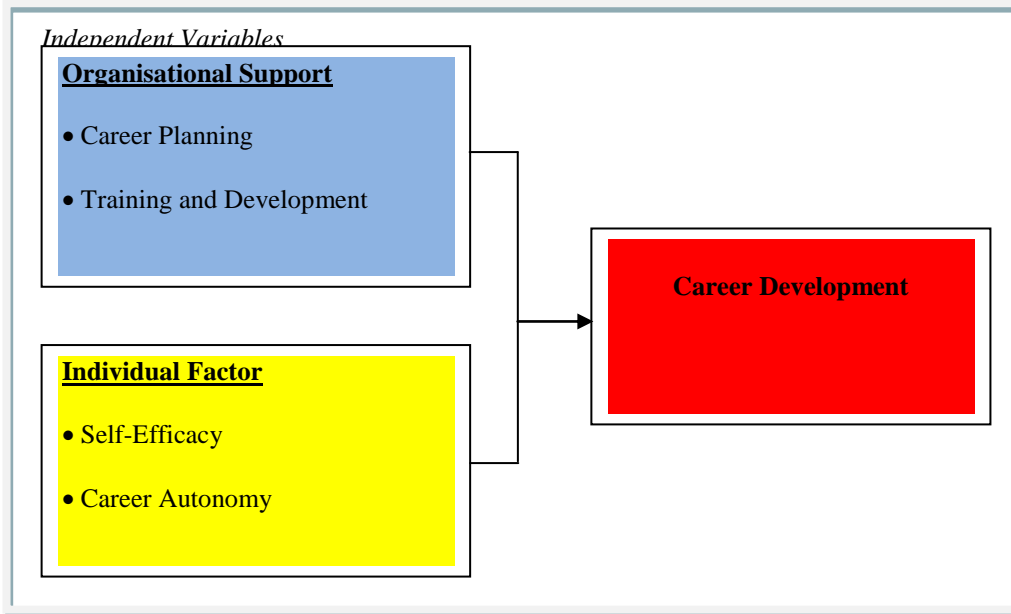 Independent Variables
Organisational Support
• Career Planning
• Training and Development
Career Development
Individual Factor
• Self-Efficacy
• Career Autonomy